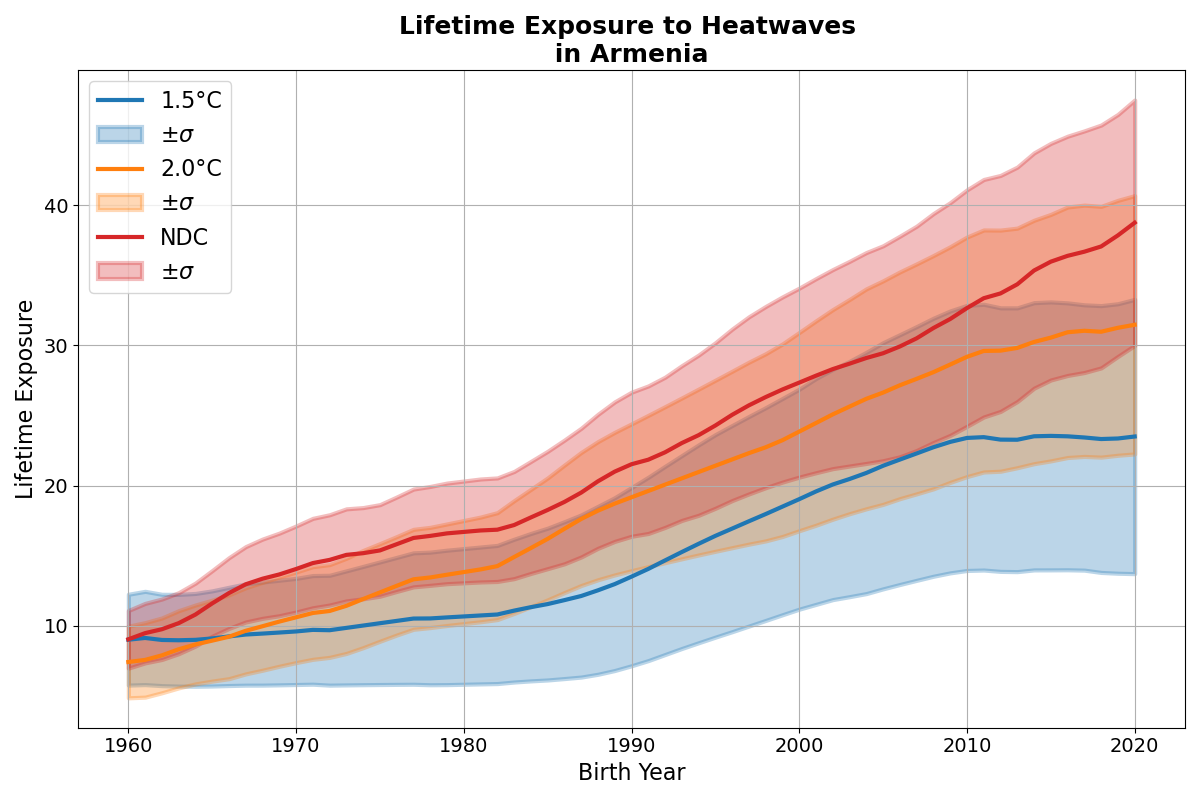 Lifetime Exposure to Heatwaves
in Armenia
1.5°C
±σ
2.0°C
±σ
NDC
±σ
Lifetime Exposure
40
30
20
10
1960 1970 1980 1990 2000 2010 2020
Birth Year